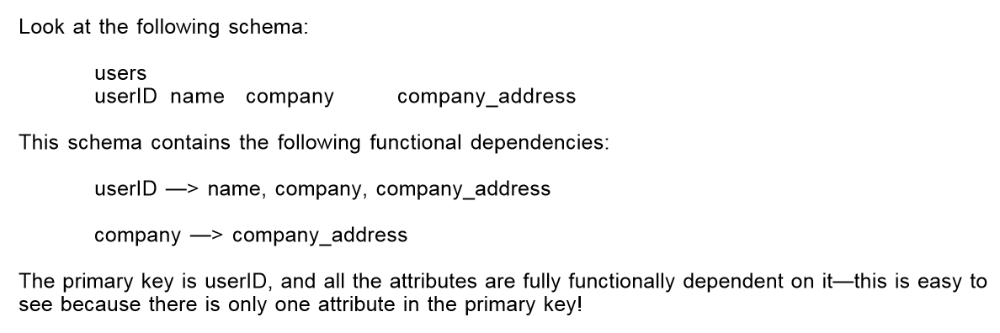 Look at the following schema:
users
userID name company company_address
This schema contains the following functional dependencies:
userID —> name, company, company_address
company —> company_address
The primary key is userID, and all the attributes are fully functionally dependent on it—this is easy to
see because there is only one attribute in the primary key!